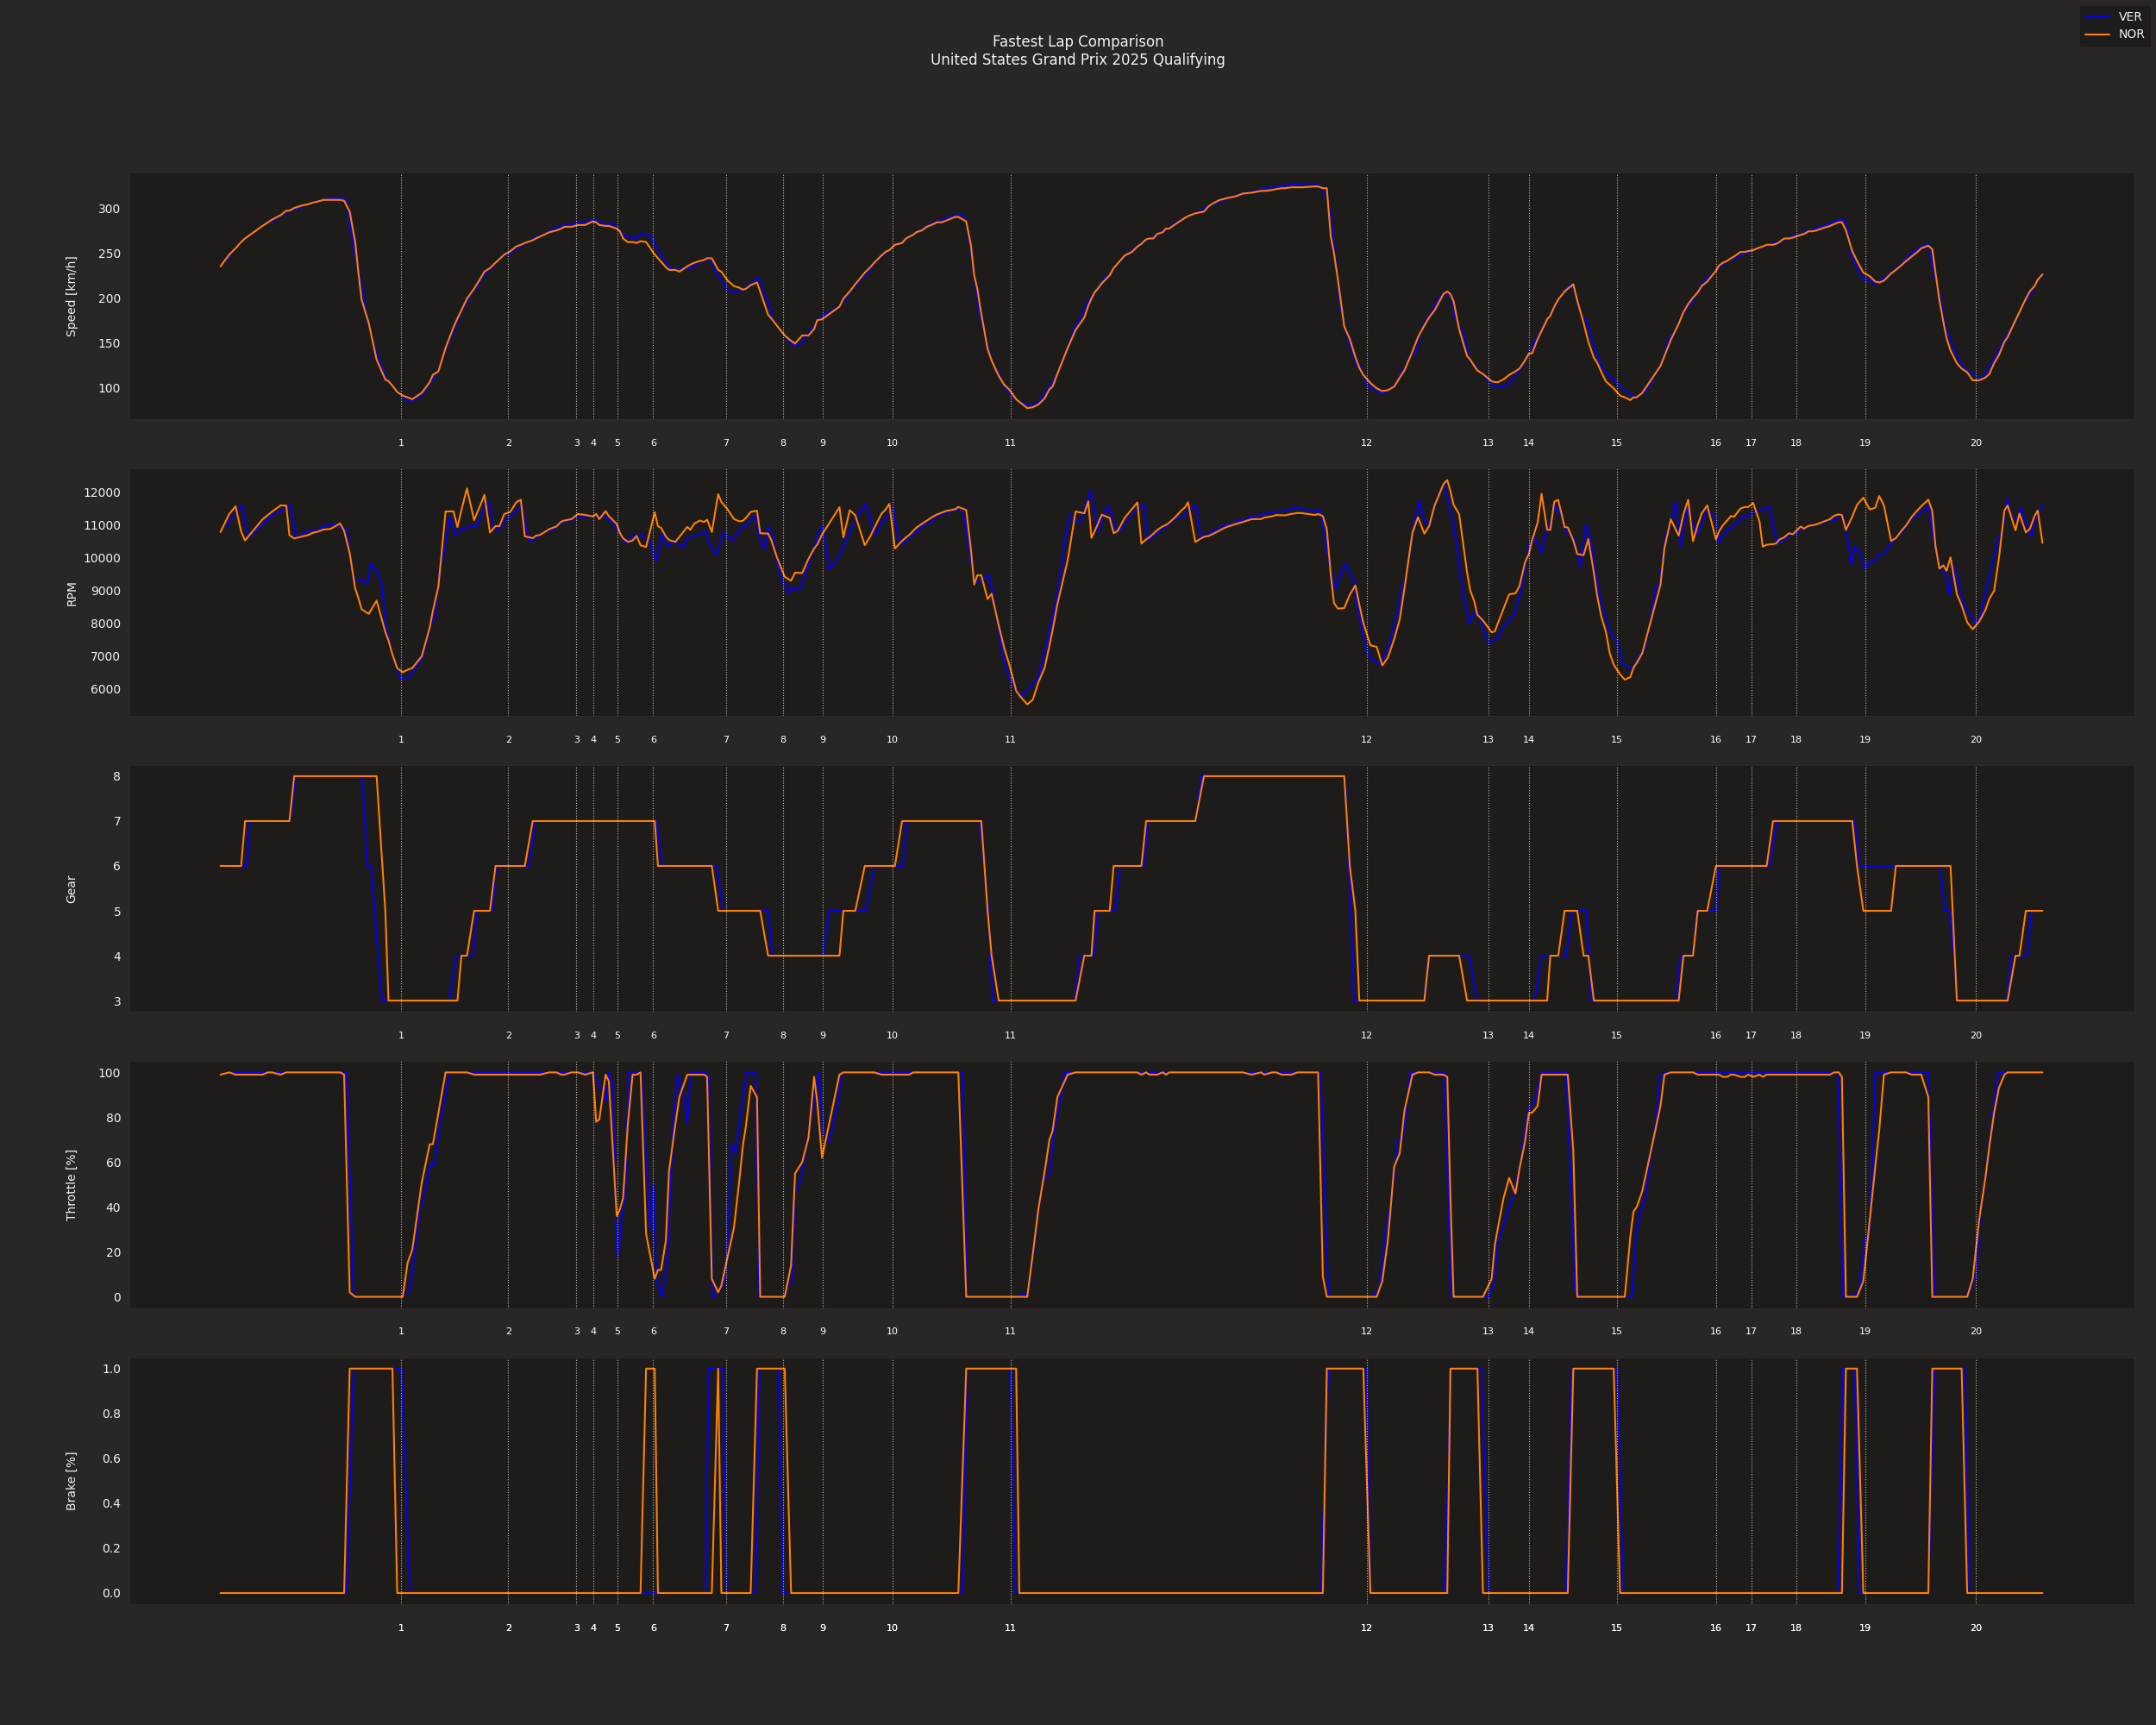 VER
NOR
Fastest Lap Comparison
United States Grand Prix 2025 Qualifying
Speed [km/h]
300
250
200
150
100
1 2 3 4 5 6 7 8 9 10 11 12 13 14 15 16 17 18 19 20
RPM
12000
11000
10000
9000
8000
7000
6000
1 2 3 4 5 6 7 8 9 10 11 12 13 14 15 16 17 18 19 20
Gear
8
7
6
5
4
3
1 2 3 4 5 6 7 8 9 10 11 12 13 14 15 16 17 18 19 20
Throttle [%]
100
80
60
40
20
0
1 2 3 4 5 6 7 8 9 10 11 12 13 14 15 16 17 18 19 20
Brake [%]
1.0
0.8
0.6
0.4
0.2
0.0
1 2 3 4 5 6 7 8 9 10 11 12 13 14 15 16 17 18 19 20